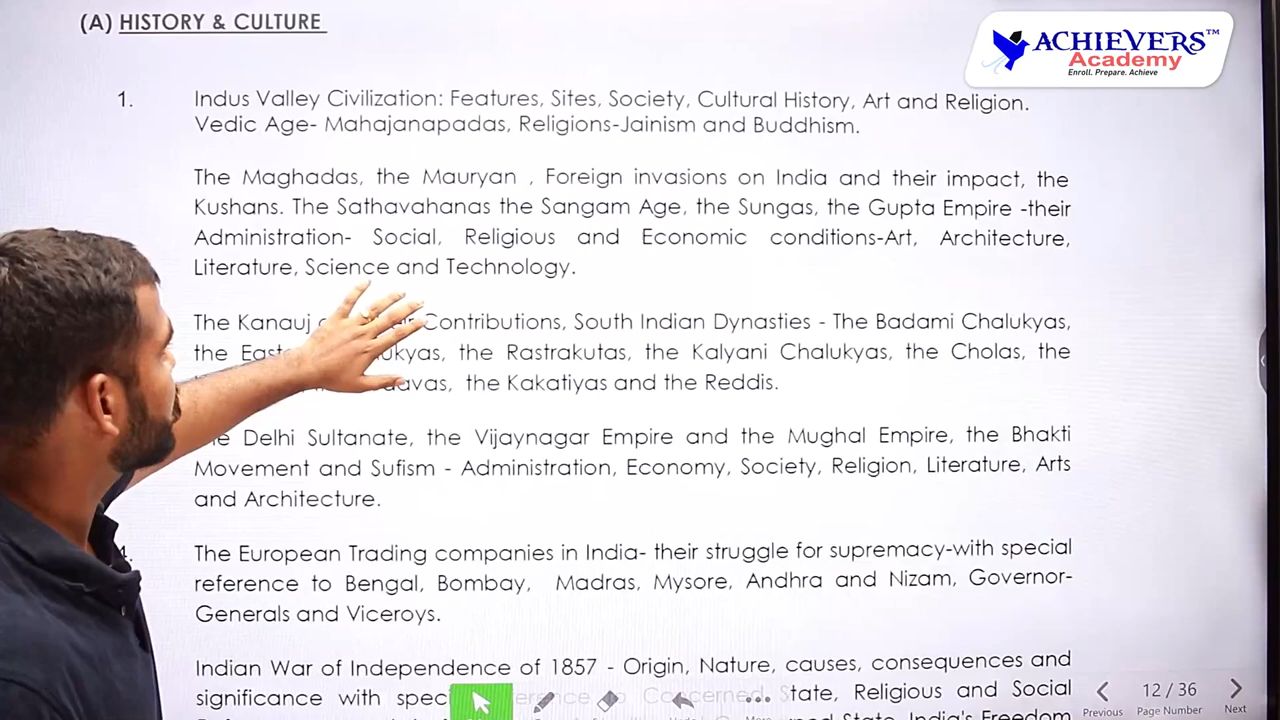 (A) HISTORY & CULTURE
ACHIEVERS™
Academy
Enroll. Prepare. Achieve
1. Indus Valley Civilization: Features, Sites, Society, Cultural History, Art and Religion.
Vedic Age- Mahajanapadas, Religions-Jainism and Buddhism.
The Maghadas, the Mauryan , Foreign invasions on India and their impact, the
Kushans. The Sathavahanas the Sangam Age, the Sungas, the Gupta Empire -their
Administration- Social, Religious and Economic conditions-Art, Architecture,
Literature, Science and Technology.
The Kanauj Contributions, South Indian Dynasties - The Badami Chalukyas,
the the Rastrakutas, the Kalyani Chalukyas, the Cholas, the
the Kakatiyas and the Reddis.
Delhi Sultanate, the Vijaynagar Empire and the Mughal Empire, the Bhakti
Movement and Sufism - Administration, Economy, Society, Religion, Literature, Arts
and Architecture.
4. The European Trading companies in India- their struggle for supremacy-with special
reference to Bengal, Bombay, Madras, Mysore, Andhra and Nizam, Governor-
Generals and Viceroys.
Indian War of Independence of 1857 - Origin, Nature, causes, consequences and
significance with State, Religious and Social
State, India's Freedom
12 / 36
Previous Page Number Next